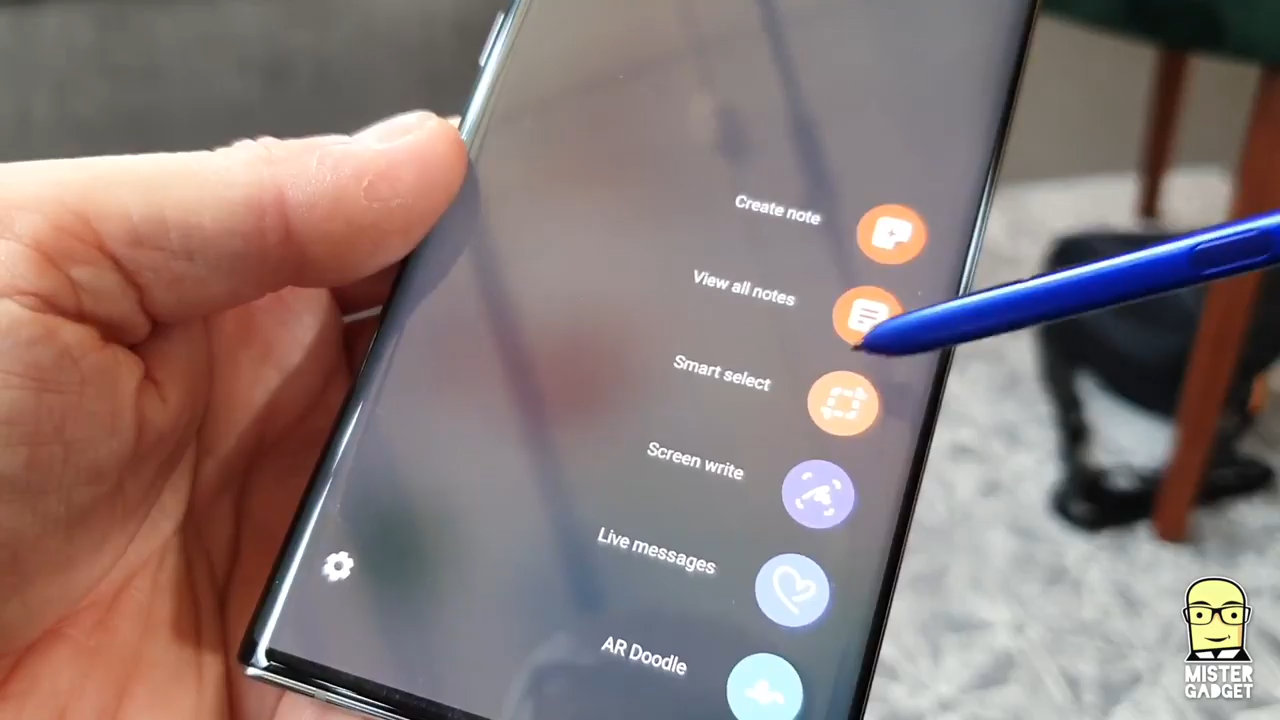 Create note
View all notes
Smart select
Screen write
Live messages
AR Doodle
MISTER
GADGET